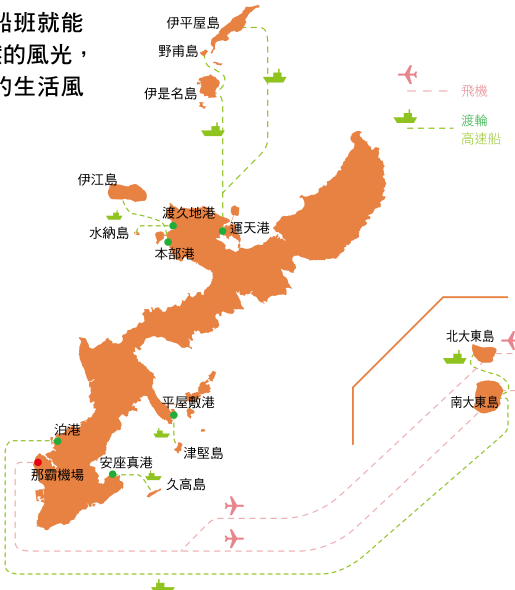 船班就能
的風光，
的生活風
伊平屋島
野甫島
伊是名島
飛機
渡輪
高速船
伊江島
渡久地港
水納島
運天港
本部港
北大東島
南大東島
平屋敷港
泊港
津堅島
安座真港
那霸機場
久高島